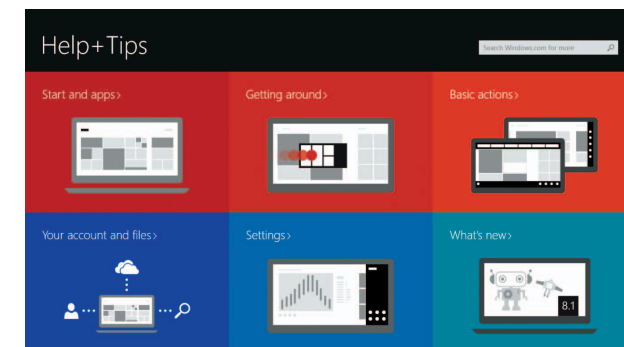 Help+Tips
Search Windows.com for more
Start and apps>
Getting around>
Basic actions>
Your account and files>
Settings>
What's new>
8.1